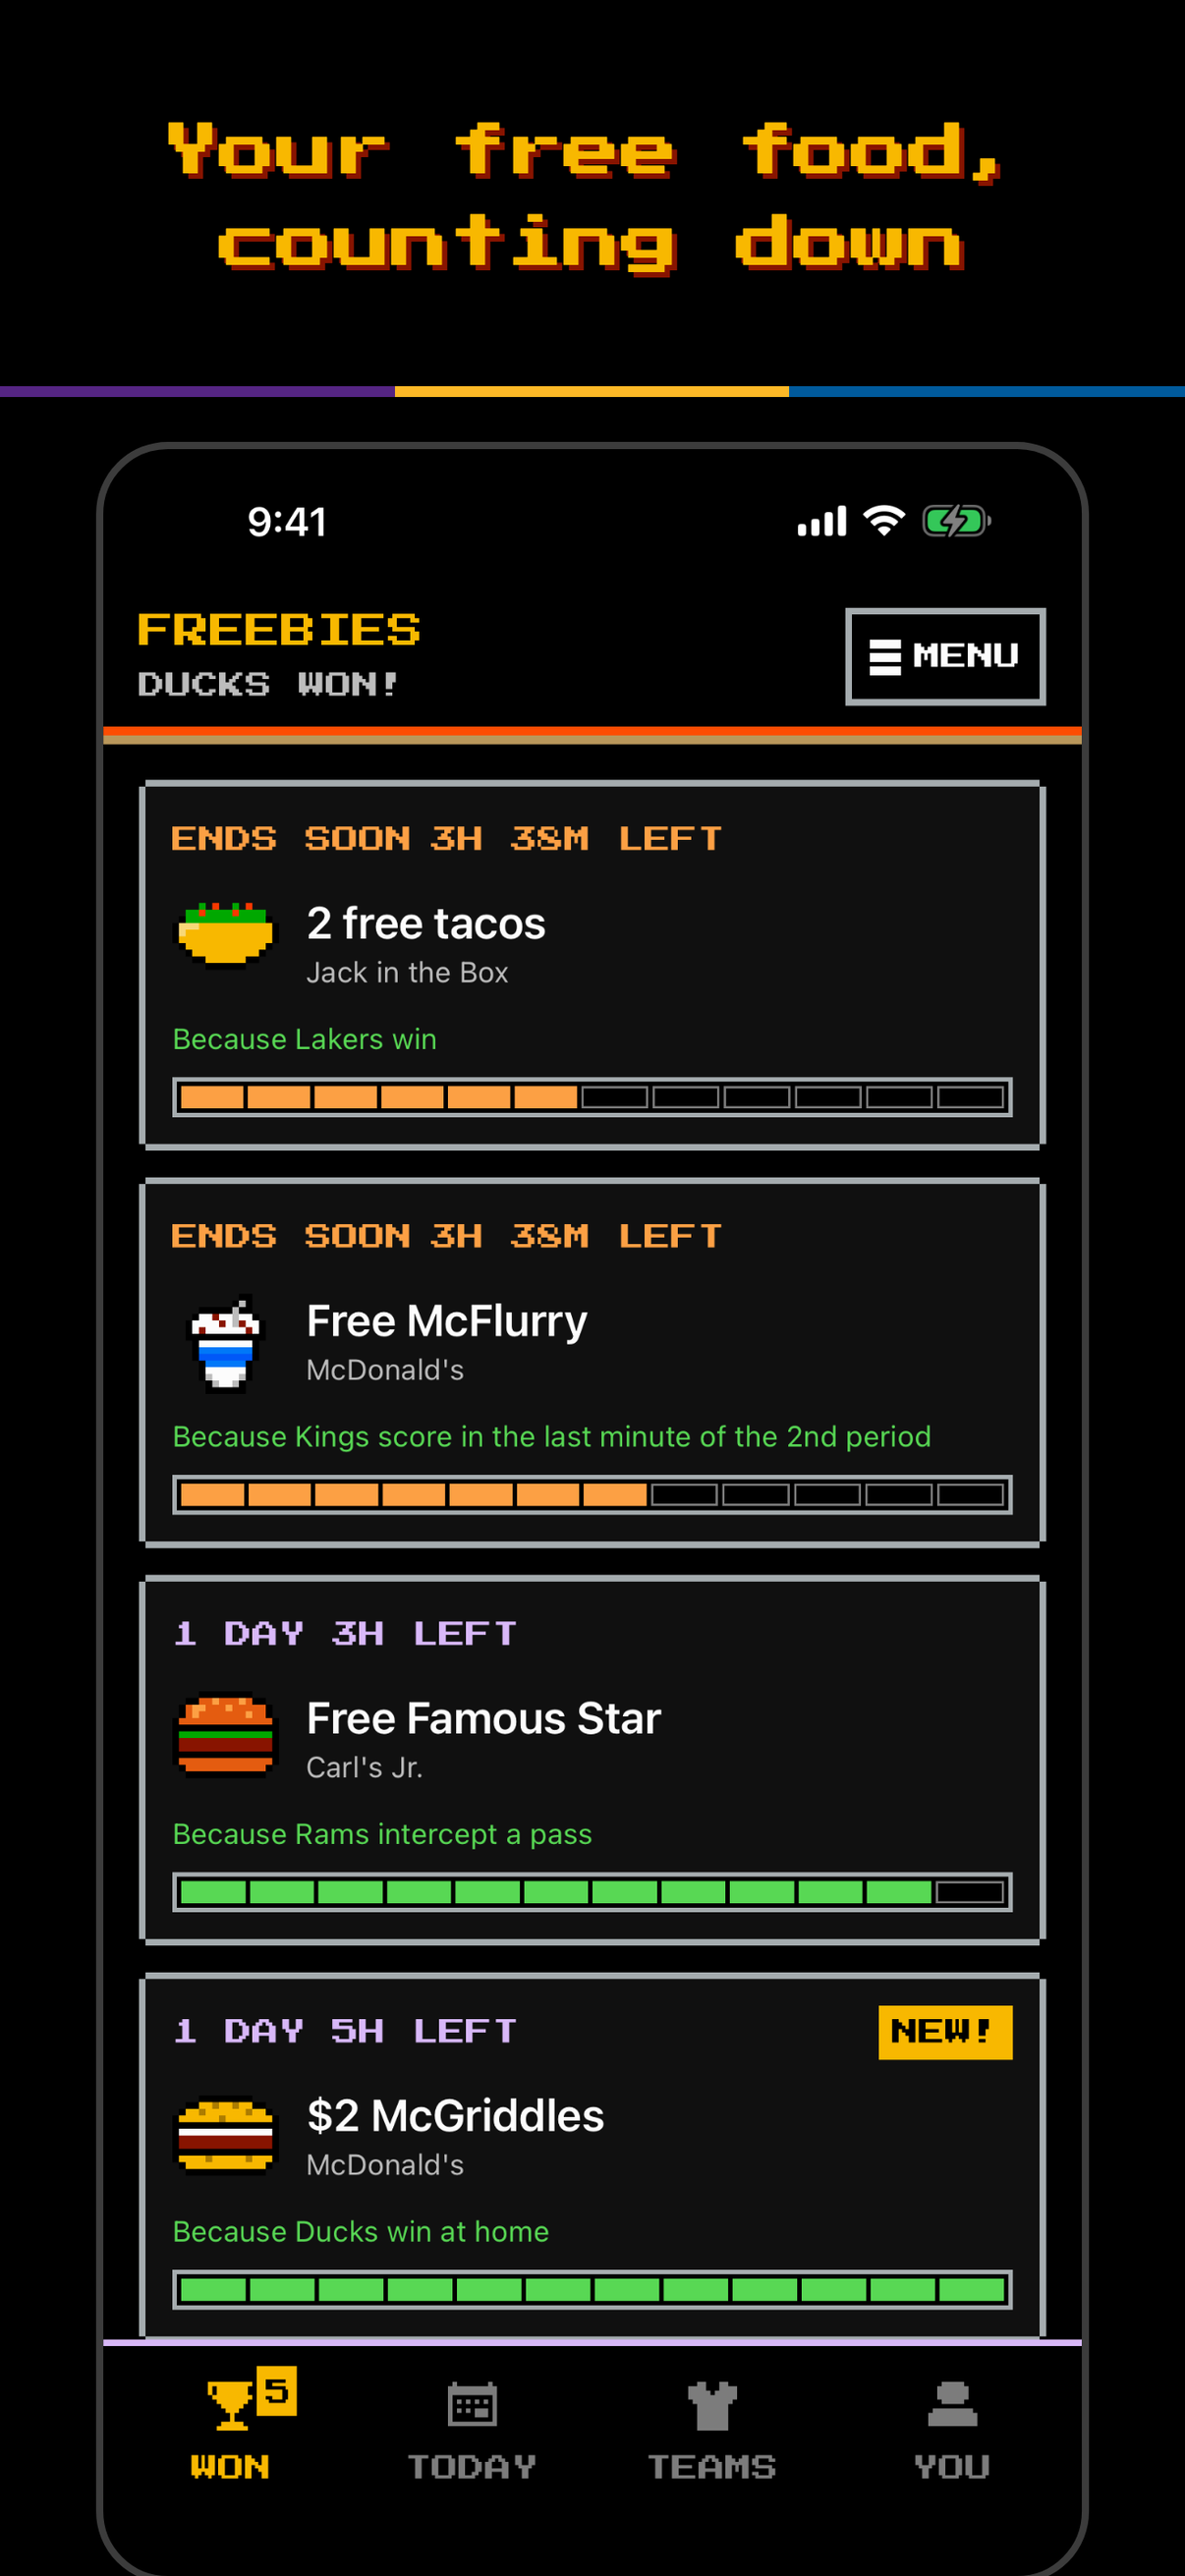 Your free food,
counting down
9:41
FREEBIES
DUCKS WON!
MENU
ENDS SOON 3H 38M LEFT
2 free tacos
Jack in the Box
Because Lakers win
ENDS SOON 3H 38M LEFT
Free McFlurry
McDonald's
Because Kings score in the last minute of the 2nd period
1 DAY 3H LEFT
Free Famous Star
Carl's Jr.
Because Rams intercept a pass
1 DAY 5H LEFT
NEW!
$2 McGriddles
McDonald's
Because Ducks win at home
5
WON
TODAY
TEAMS
YOU